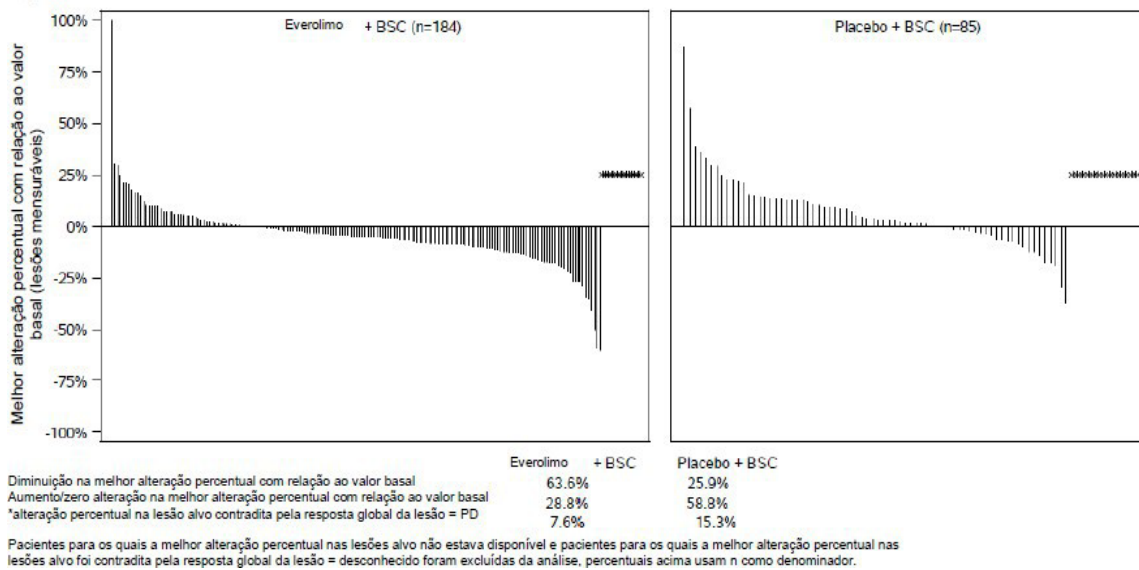 Everolimo + BSC (n=184)
Placebo + BSC (n=85)
Melhor alteração percentual com relação ao valor
basal (lesões mensuráveis)
100%
75%
50%
25%
0%
-25%
-50%
-75%
-100%
Everolimo + BSC Placebo + BSC
Diminuição na melhor alteração percentual com relação ao valor basal 63.6% 25.9%
Aumento/zero alteração na melhor alteração percentual com relação ao valor basal 28.8% 58.8%
*alteração percentual na lesão alvo contradita pela resposta global da lesão = PD 7.6% 15.3%
Pacientes para os quais a melhor alteração percentual nas lesões alvo não estava disponível e pacientes para os quais a melhor alteração percentual nas
lesões alvo foi contradita pela resposta global da lesão = desconhecido foram excluídas da análise, percentuais acima usam n como denominador.